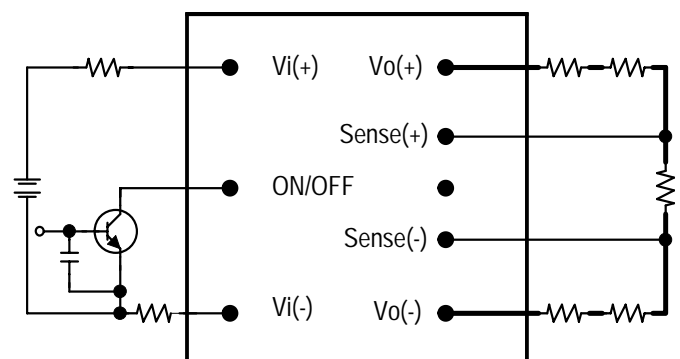 Vi(+) Vo(+)
Sense(+)
ON/OFF
Sense(-)
Vi(-) Vo(-)